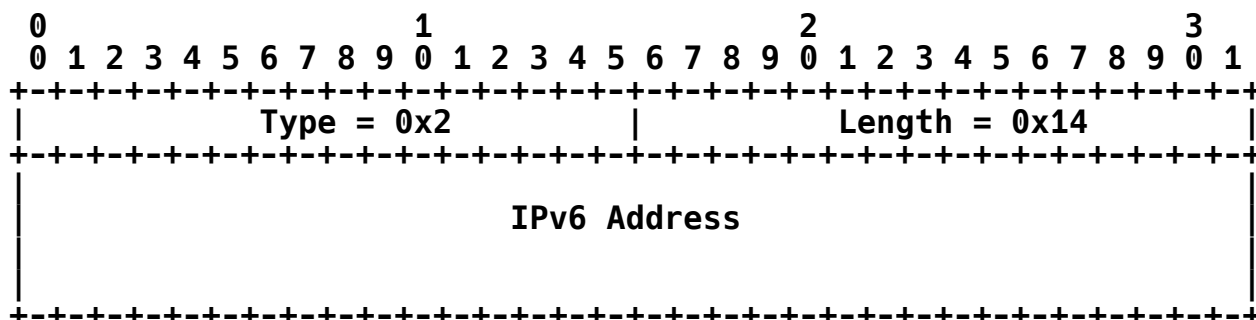 0                   1                   2                   3
 0 1 2 3 4 5 6 7 8 9 0 1 2 3 4 5 6 7 8 9 0 1 2 3 4 5 6 7 8 9 0 1
+-+-+-+-+-+-+-+-+-+-+-+-+-+-+-+-+-+-+-+-+-+-+-+-+-+-+-+-+-+-+-+-+
|            Type = 0x2         |          Length = 0x14        |
+-+-+-+-+-+-+-+-+-+-+-+-+-+-+-+-+-+-+-+-+-+-+-+-+-+-+-+-+-+-+-+-+
|                                                               |
|                         IPv6 Address                          |
|                                                               |
|                                                               |
+-+-+-+-+-+-+-+-+-+-+-+-+-+-+-+-+-+-+-+-+-+-+-+-+-+-+-+-+-+-+-+-+